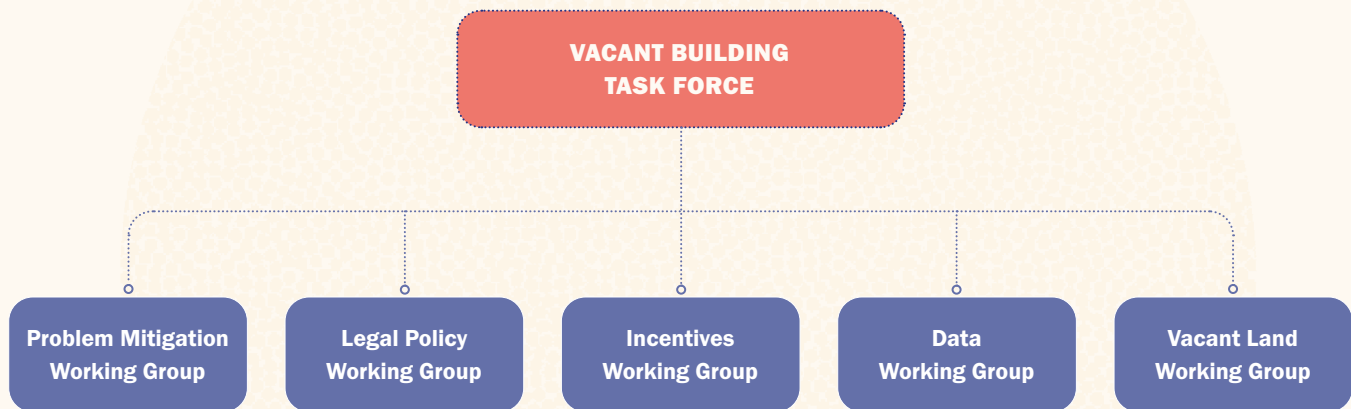 VACANT BUILDING
TASK FORCE
Problem Mitigation
Working Group
Legal Policy
Working Group
Incentives
Working Group
Data
Working Group
Vacant Land
Working Group